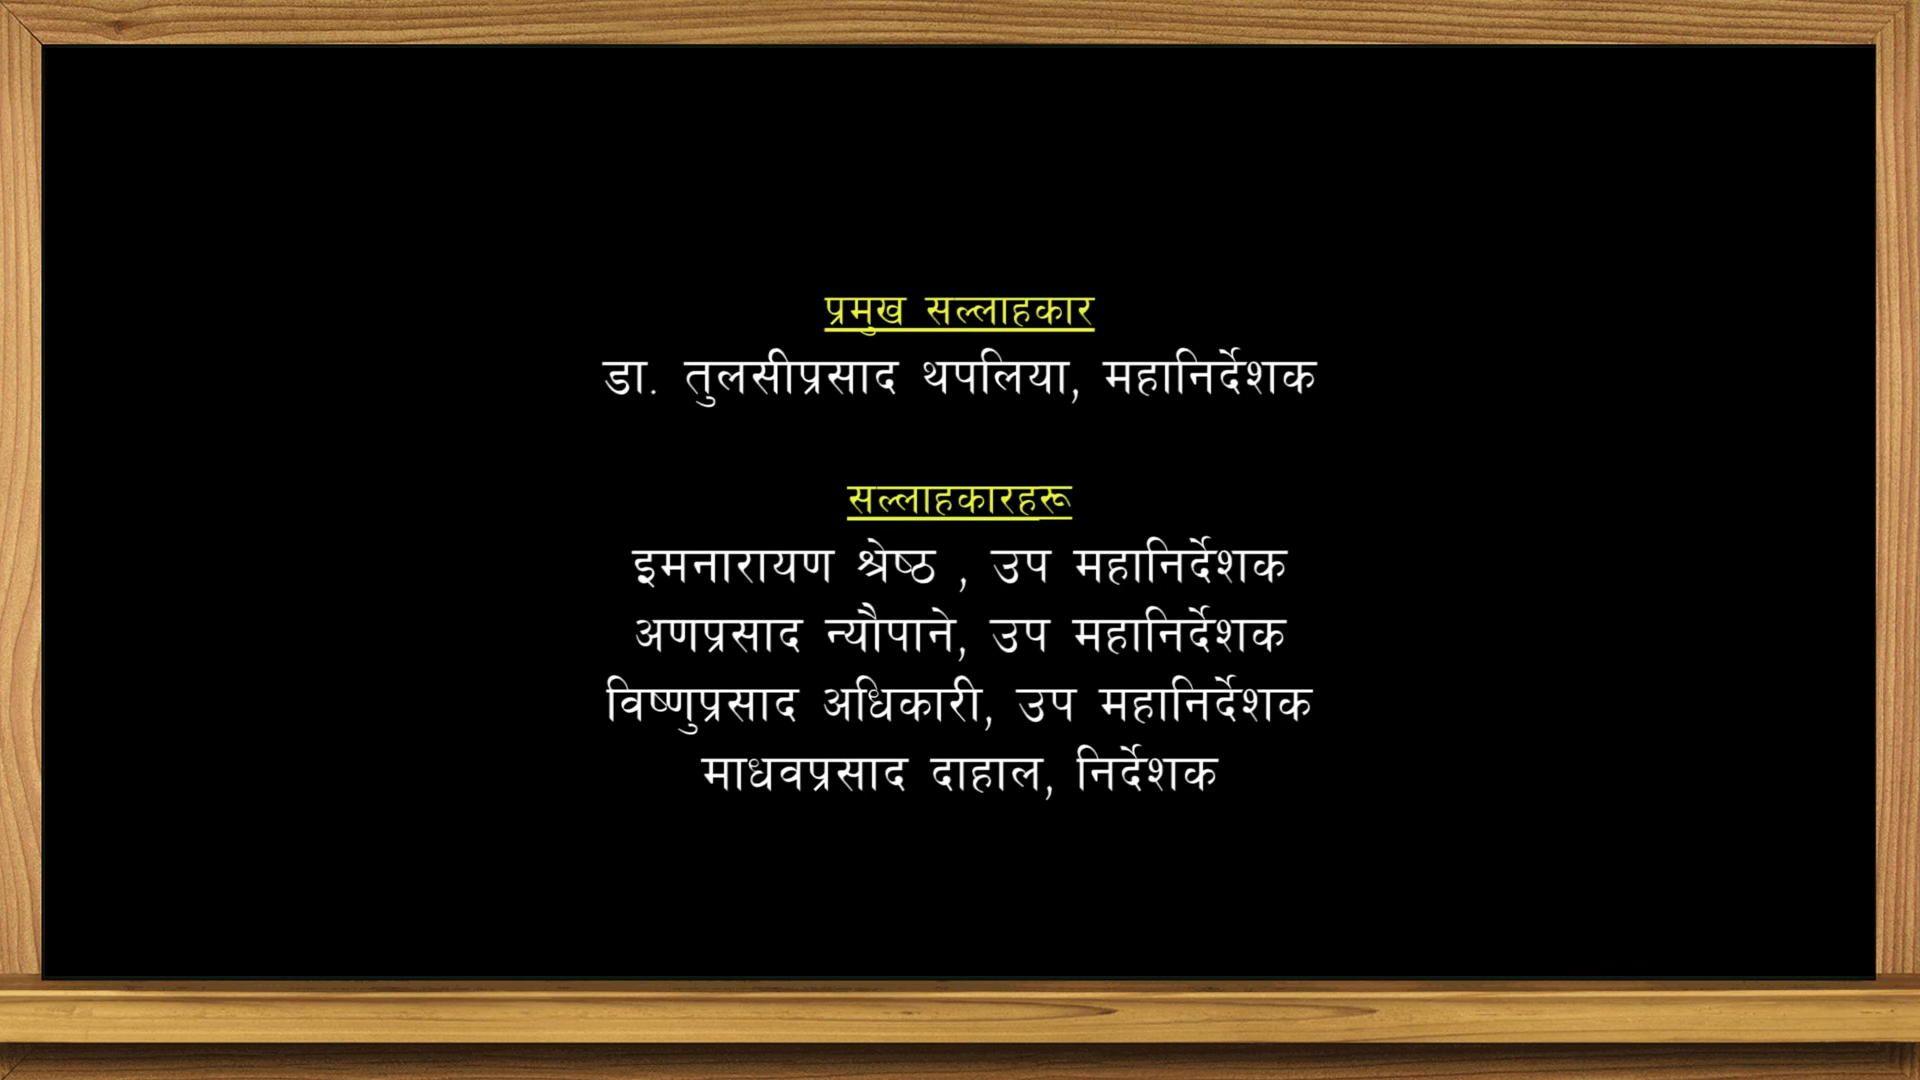 प्रमुख सल्लाहकार
डा. तुलसीप्रसाद थपलिया, महानिर्देशक
सल्लाहकारहरू
इमनारायण श्रेष्ठ , उप महानिर्देशक
अणप्रसाद न्यौपाने, उप महानिर्देशक
विष्णुप्रसाद अधिकारी, उप महानिर्देशक
माधवप्रसाद दाहाल, निर्देशक